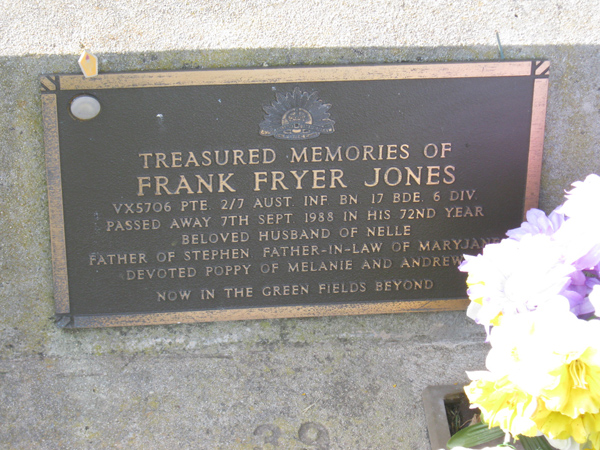 TREASURED MEMORIES OF
FRANK FRYER JONES
VX5706 PTE. 2/7 AUST. INF. BN. 17 BDE. 6 DIV.
PASSED AWAY 7TH SEPT. 1988 IN HIS 72ND YEAR
BELOVED HUSBAND OF NELLE
FATHER OF STEPHEN FATHER-IN-LAW OF MARYJANE
DEVOTED POPPY OF MELANIE AND ANDREW
NOW IN THE GREEN FIELDS BEYOND
39